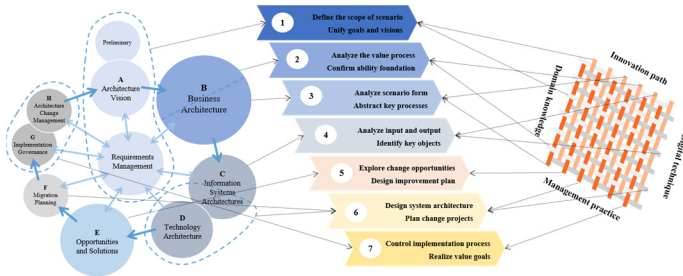 Preliminary
A
Architecture
Vision
B
Business
Architecture
H
Architecture
Change
Management
G
Implementation
Governance
Requirements
Management
C
Information
Systems
Architectures
F
Migration
Planning
D
Technology
Architecture
E
Opportunities
and Solutions
1
Define the scope of scenario
Unify goals and visions
2
Analyze the value process
Confirm ability foundation
3
Analyze scenario form
Abstract key processes
4
Analyze input and output
Identify key objects
5
Explore change opportunities
Design improvement plan
6
Design system architecture
Plan change projects
7
Control implementation process
Realize value goals
Innovation path
Domain knowledge
Digital technique
Management practice